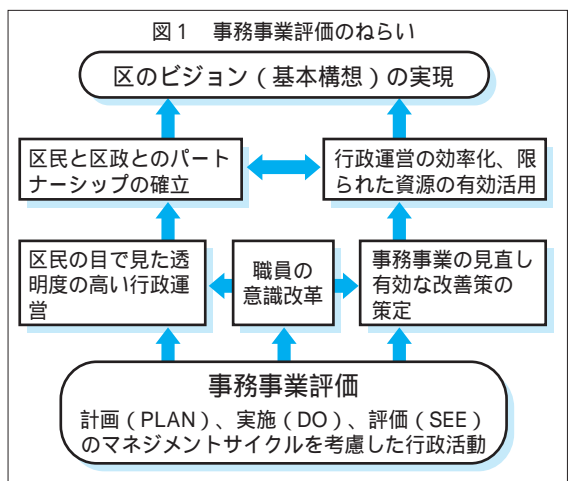 図1 事務事業評価のねらい
区のビジョン(基本構想)の実現
区民と区政とのパート
ナーシップの確立
行政運営の効率化、限
られた資源の有効活用
区民の目で見た透
明度の高い行政運
営
職員の
意識改革
事務事業の見直し
有効な改善策の
策定
事務事業評価
計画(PLAN)、実施(DO)、評価(SEE)
のマネジメントサイクルを考慮した行政活動